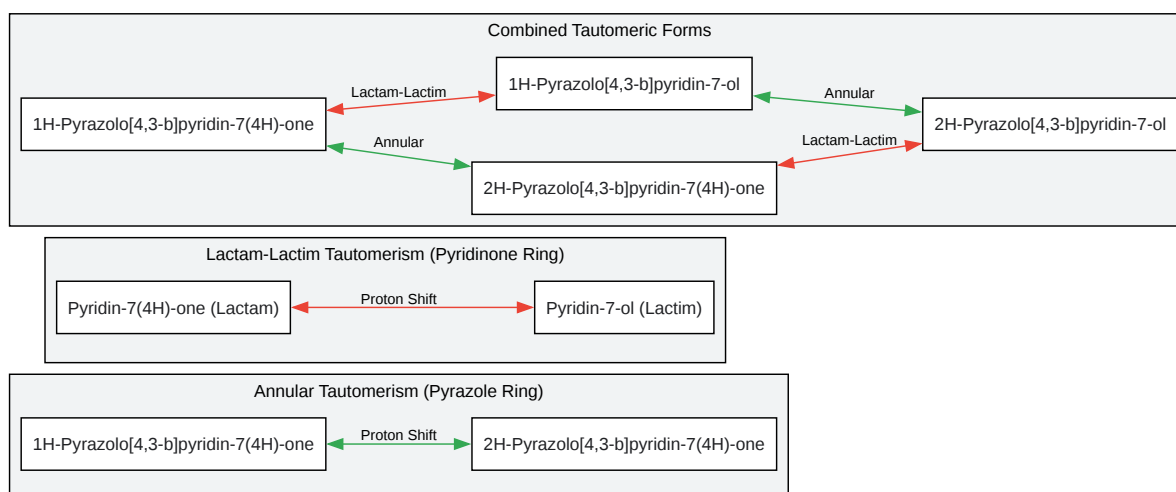 Combined Tautomeric Forms
1H-Pyrazolo[4,3-b]pyridin-7(4H)-one
Lactam-Lactim
1H-Pyrazolo[4,3-b]pyridin-7-ol
Annular
2H-Pyrazolo[4,3-b]pyridin-7-ol
Annular
2H-Pyrazolo[4,3-b]pyridin-7(4H)-one
Lactam-Lactim
Lactam-Lactim Tautomerism (Pyridinone Ring)
Pyridin-7(4H)-one (Lactam)
Proton Shift
Pyridin-7-ol (Lactim)
Annular Tautomerism (Pyrazole Ring)
1H-Pyrazolo[4,3-b]pyridin-7(4H)-one
Proton Shift
2H-Pyrazolo[4,3-b]pyridin-7(4H)-one